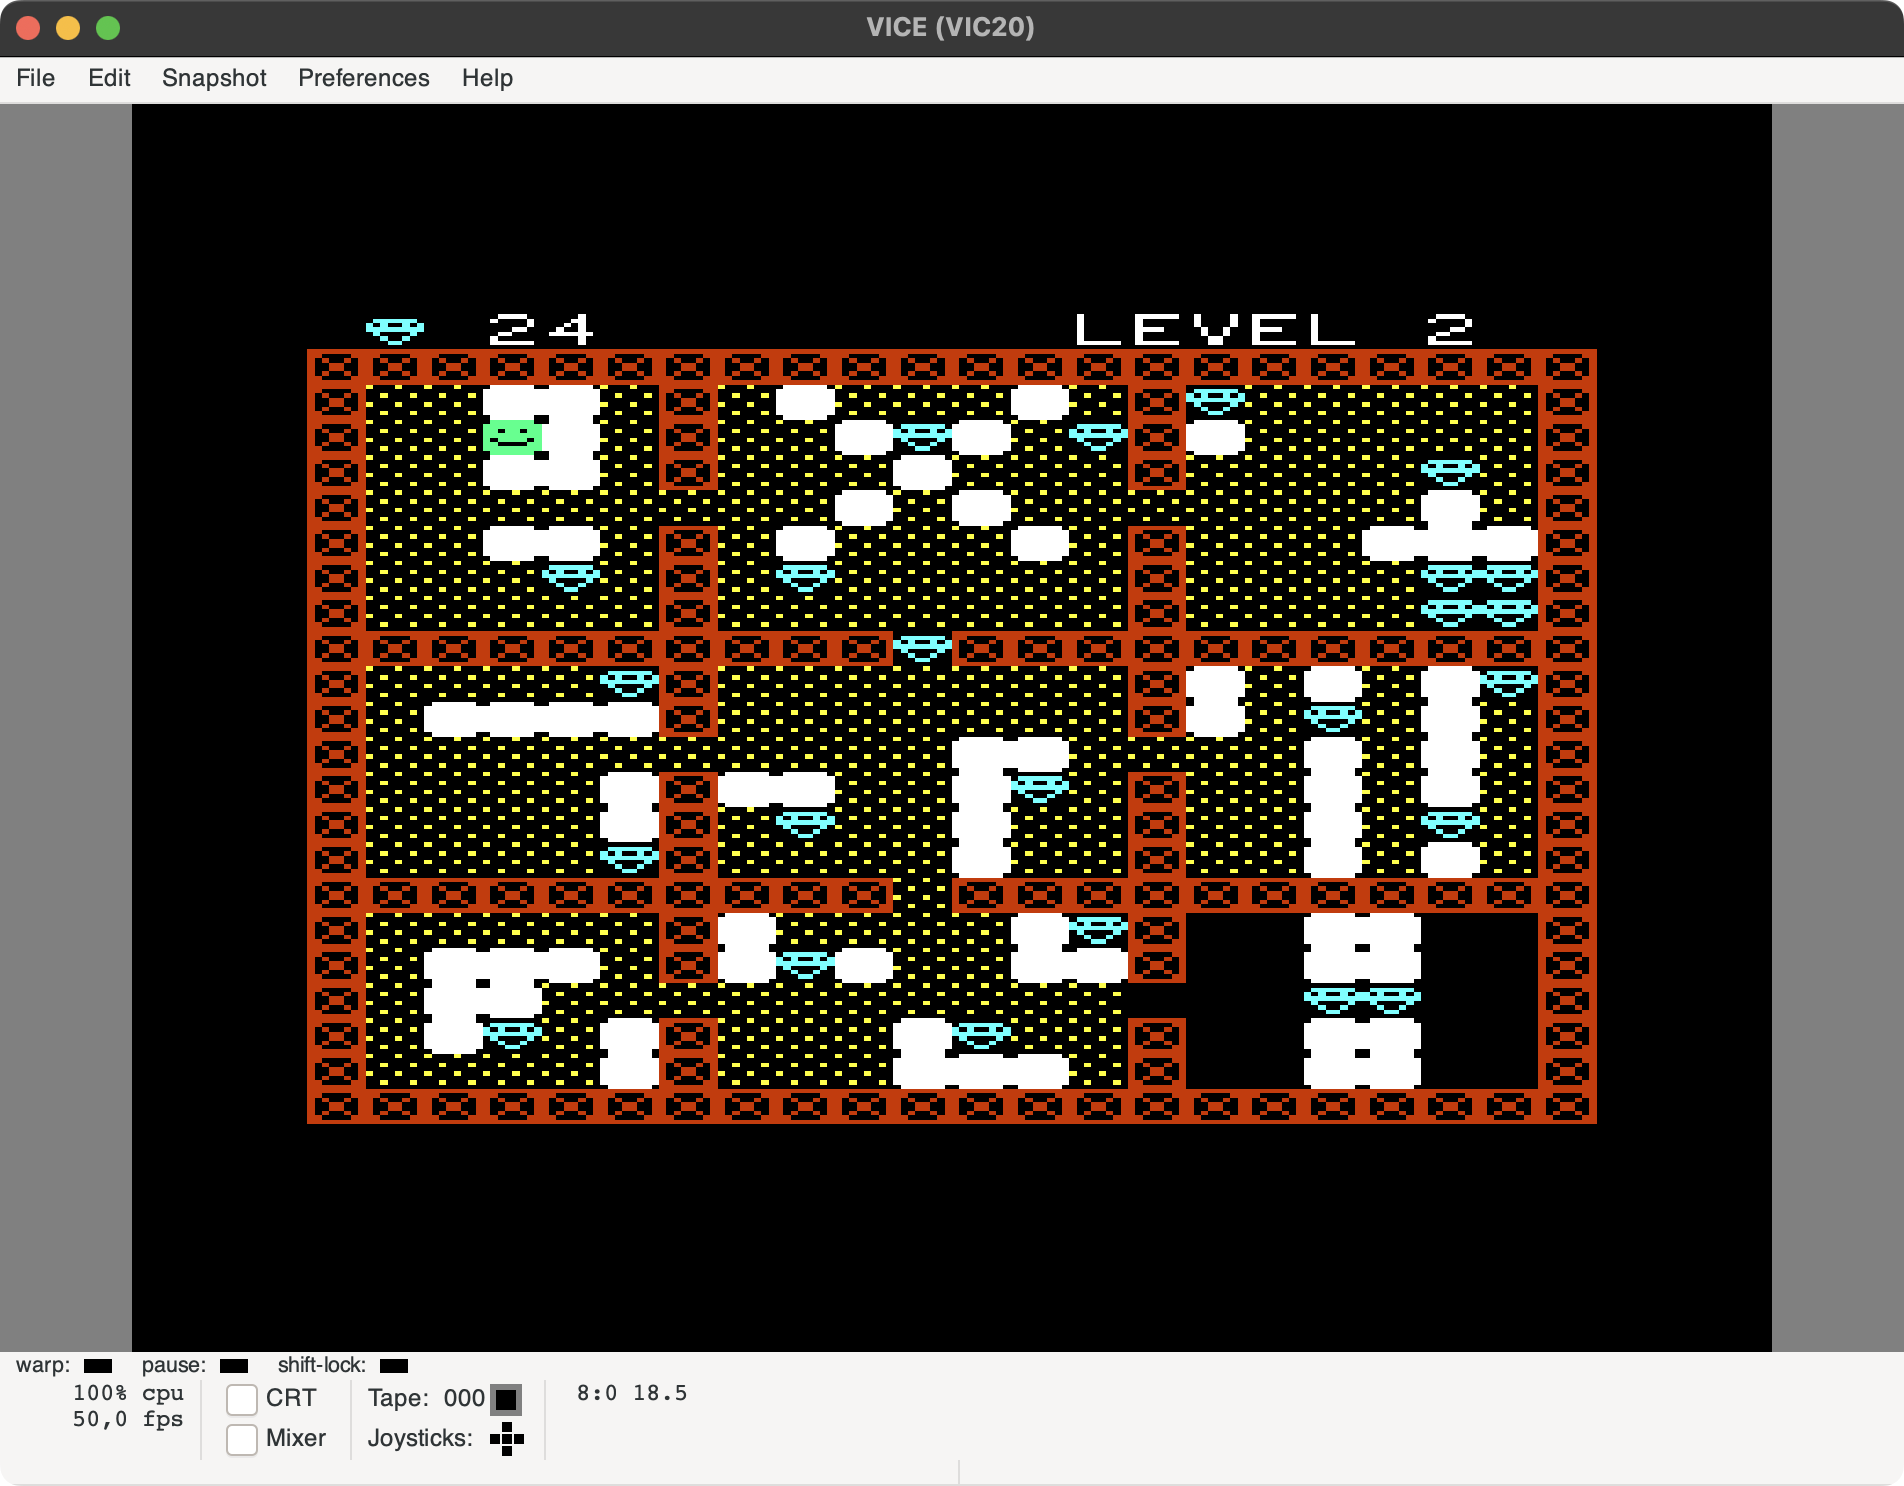 VICE (VIC20)
File Edit Snapshot Preferences Help
24 LEVEL 2
warp: pause: shift-lock:
100% cpu CRT Tape: 000 8:0 18.5
50,0 fps Mixer Joysticks: